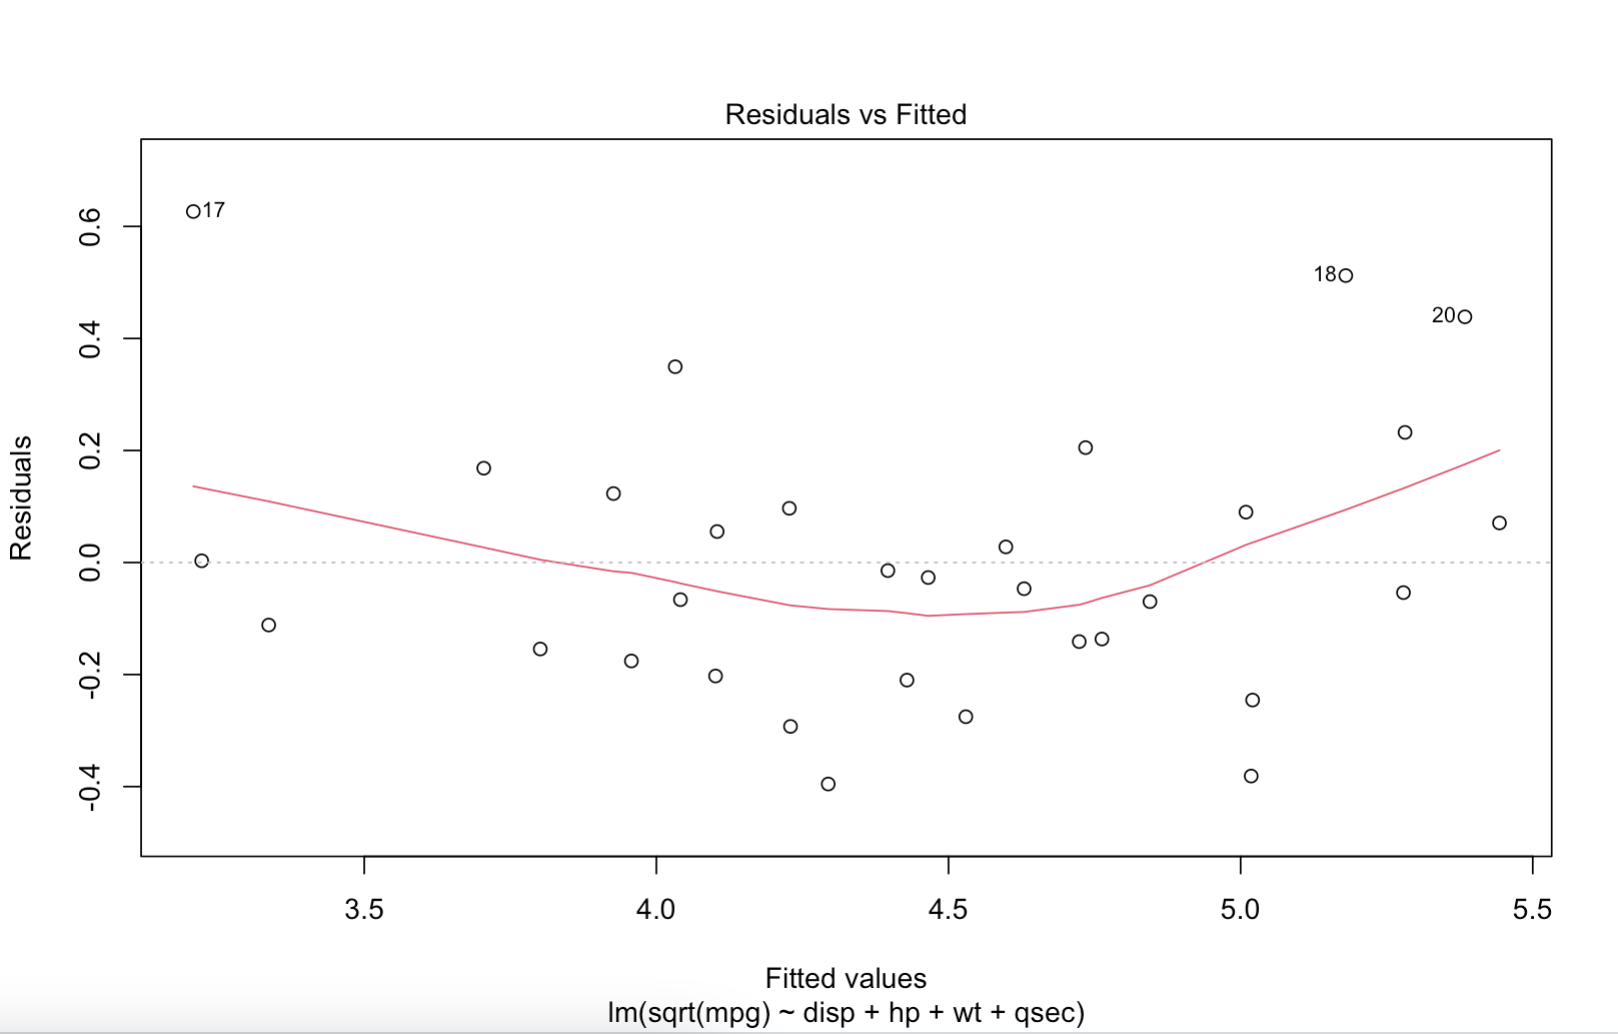 Residuals vs Fitted
Residuals
0.6
0.4
0.2
0.0
-0.2
-0.4
17
18
20
3.5 4.0 4.5 5.0 5.5
Fitted values
lm(sqrt(mpg) ~ disp + hp + wt + qsec)